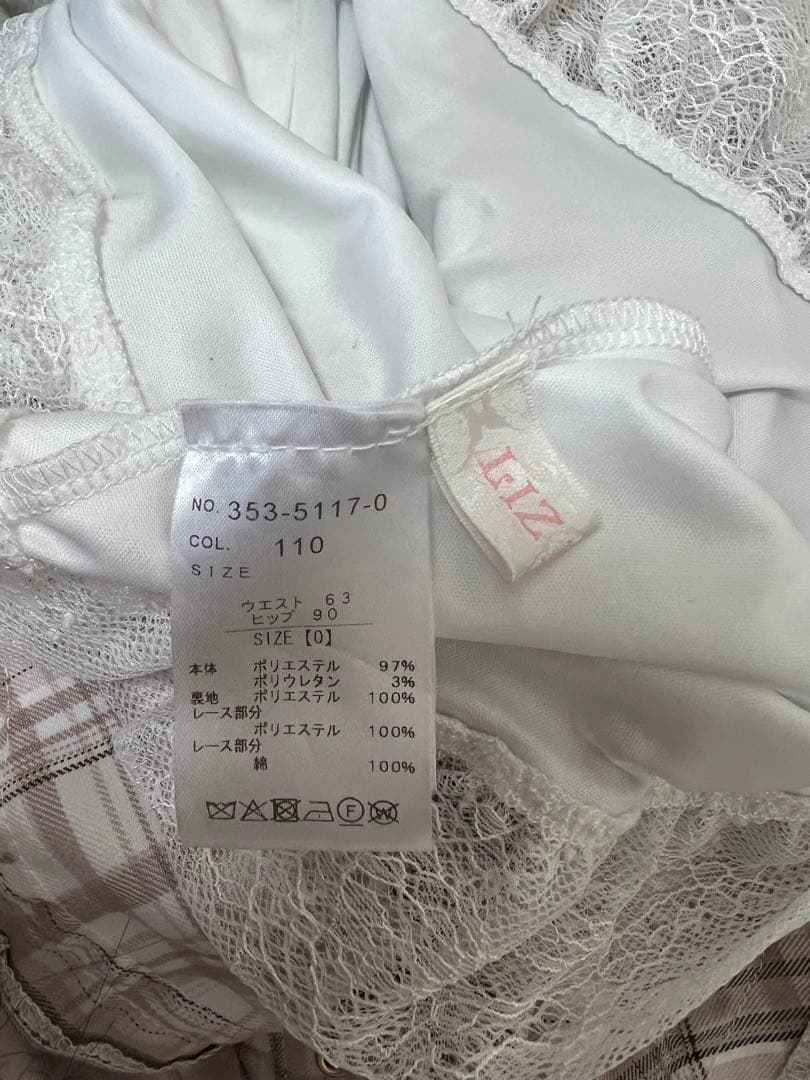 NO. 353-5117-0
COL. 110
SIZE
ウエスト 63
ヒップ 90
SIZE【0】
本体 ポリエステル 97%
ポリウレタン 3%
裏地 ポリエステル 100%
レース部分
ポリエステル 100%
レース部分
綿 100%
F W
LIZ